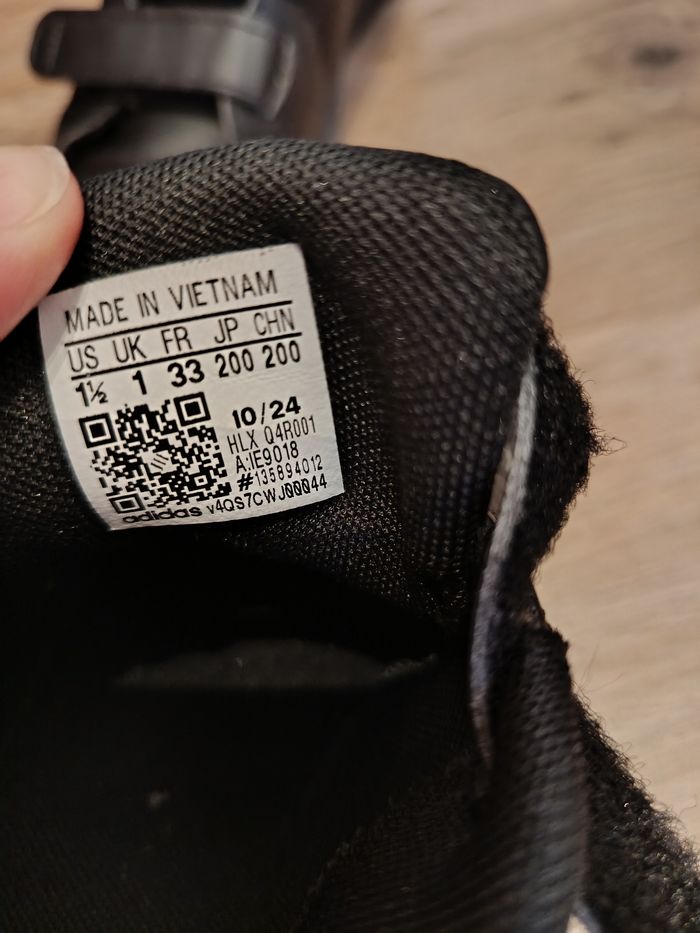 MADE IN VIETNAM
US UK FR JP CHN
1½ 1 33 200 200
10/24
HLX Q4R001
A:IE9018
#135894012
adidas V4QS7CWJ00044